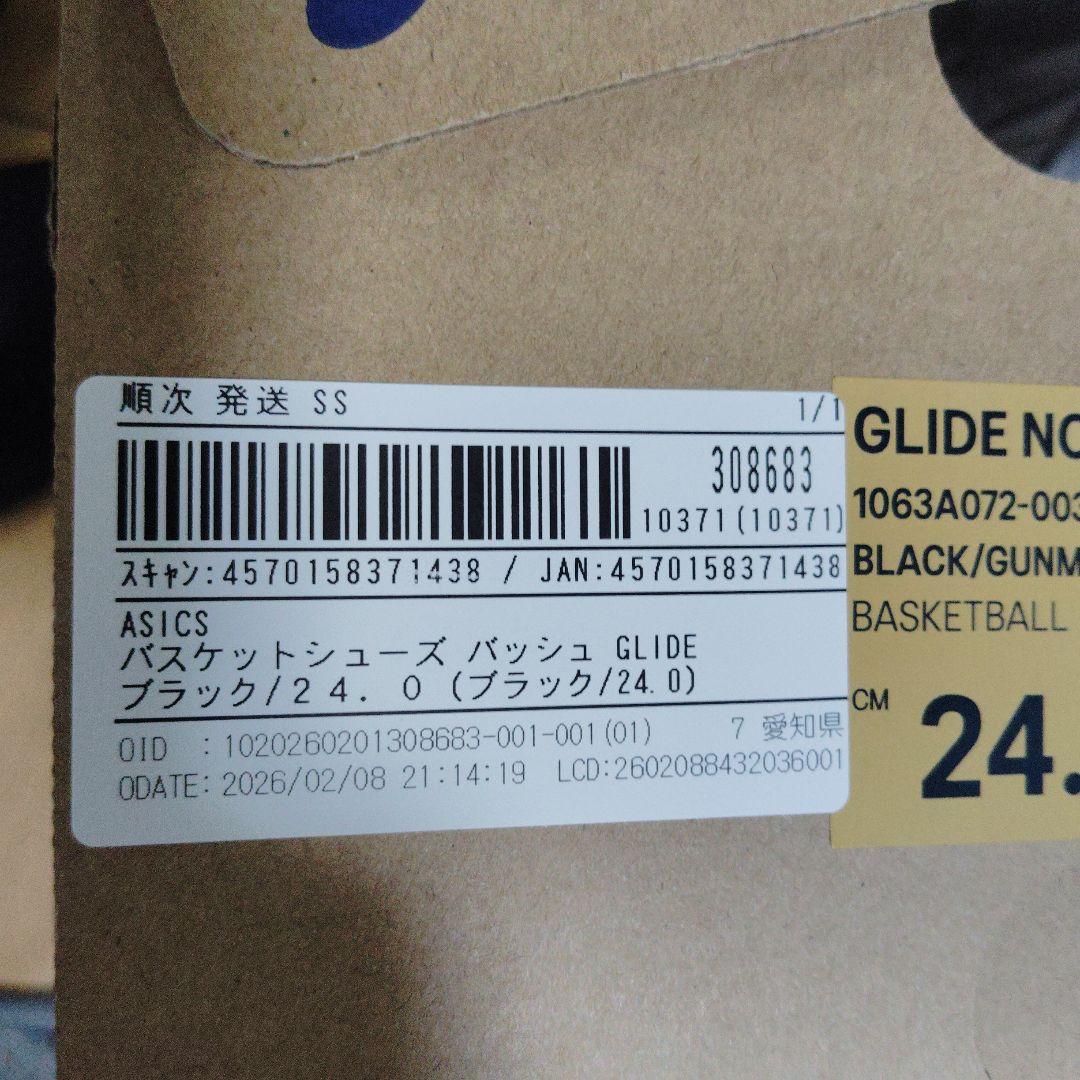 順次 発送 SS 1/1
308683
10371(10371)
スキャン:4570158371438 / JAN:4570158371438
ASICS
バスケットシューズ バッシュ GLIDE
ブラック/24. 0 (ブラック/24.0)
OID :1020260201308683-001-001(01) 7 愛知県
ODATE:2026/02/08 21:14:19 LCD:2602088432036001
GLIDE
1063A072-003
BLACK/GUNM
BASKETBALL
CM
24.